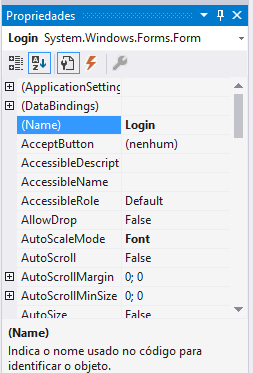 Propriedades
Login System.Windows.Forms.Form
(ApplicationSetting
(DataBindings)
(Name) Login
AcceptButton (nenhum)
AccessibleDescript
AccessibleName
AccessibleRole Default
AllowDrop False
AutoScaleMode Font
AutoScroll False
AutoScrollMargin 0; 0
AutoScrollMinSize 0; 0
AutoSize False
(Name)
Indica o nome usado no código para
identificar o objeto.